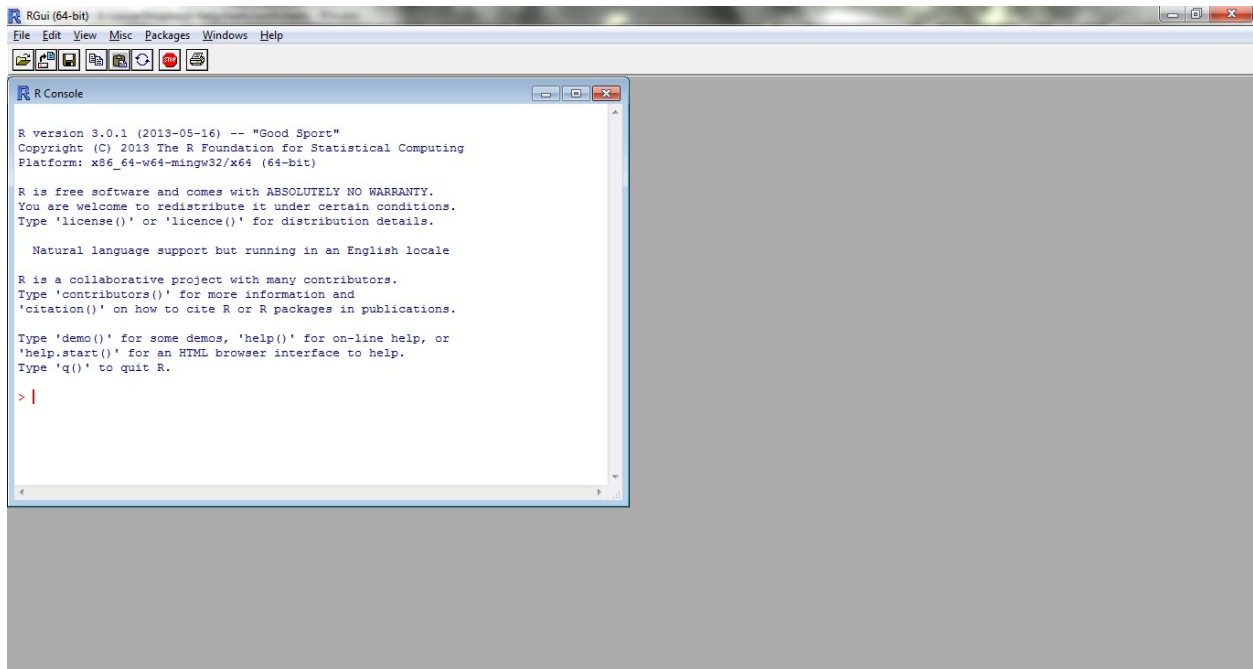 RGui (64-bit)
File Edit View Misc Packages Windows Help
STOP
R Console
R version 3.0.1 (2013-05-16) -- "Good Sport"
Copyright (C) 2013 The R Foundation for Statistical Computing
Platform: x86_64-w64-mingw32/x64 (64-bit)
R is free software and comes with ABSOLUTELY NO WARRANTY.
You are welcome to redistribute it under certain conditions.
Type 'license()' or 'licence()' for distribution details.
Natural language support but running in an English locale
R is a collaborative project with many contributors.
Type 'contributors()' for more information and
'citation()' on how to cite R or R packages in publications.
Type 'demo()' for some demos, 'help()' for on-line help, or
'help.start()' for an HTML browser interface to help.
Type 'q()' to quit R.
>